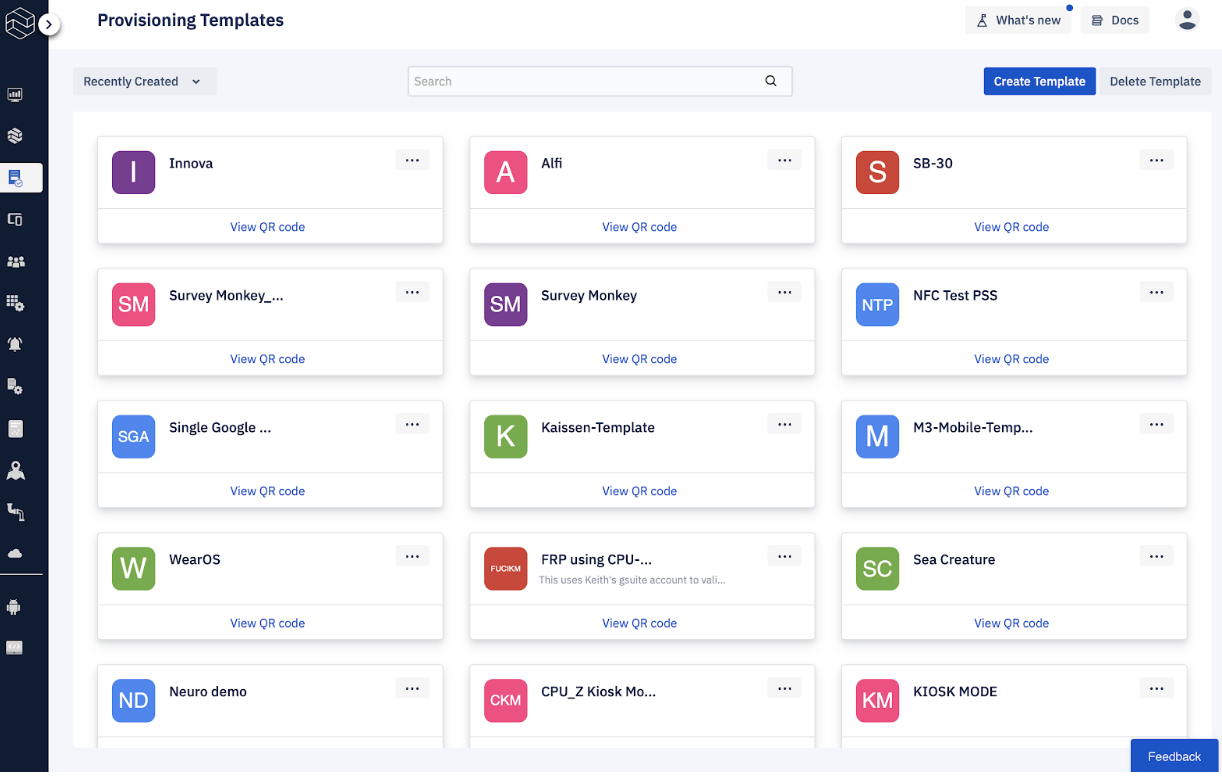 Provisioning Templates
What's new
Docs
Recently Created
Search
Create Template
Delete Template
I
Innova
...
View QR code
A
Alfi
...
View QR code
S
SB-30
...
View QR code
SM
Survey Monkey_...
...
View QR code
SM
Survey Monkey
...
View QR code
NTP
NFC Test PSS
...
View QR code
SGA
Single Google ...
...
View QR code
K
Kaissen-Template
...
View QR code
M
M3-Mobile-Temp...
...
View QR code
W
WearOS
...
View QR code
FUCIKM
FRP using CPU-...
This uses Keith's gsuite account to vali...
...
View QR code
SC
Sea Creature
...
View QR code
ND
Neuro demo
...
CKM
CPU_Z Kiosk Mo...
...
KM
KIOSK MODE
...
Feedback